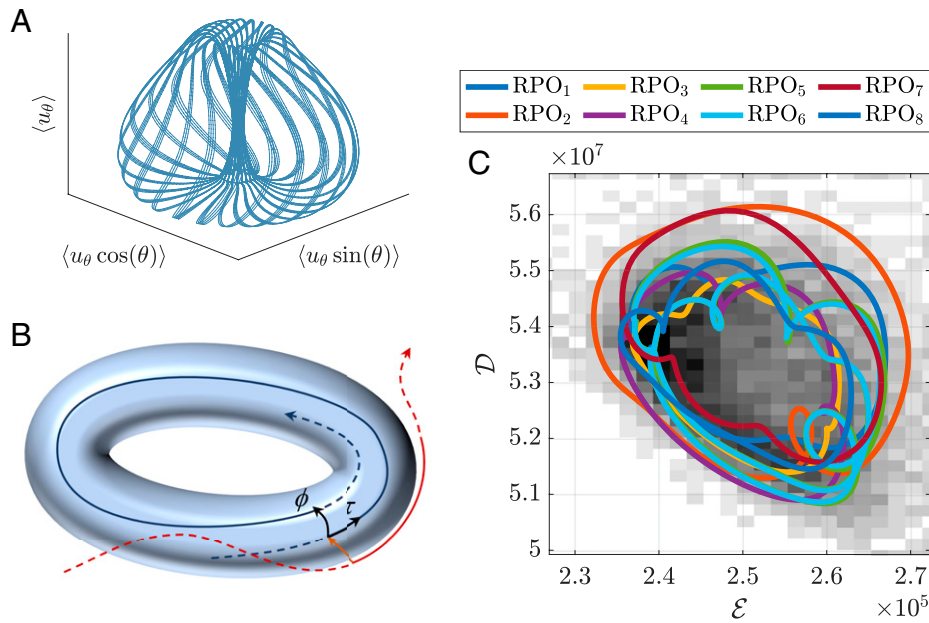 A
⟨u_θ⟩
⟨u_θ cos(θ)⟩
⟨u_θ sin(θ)⟩
B
ϕ
τ
RPO₁ RPO₃ RPO₅ RPO₇
RPO₂ RPO₄ RPO₆ RPO₈
C
×10⁷
5.6
5.5
5.4
5.3
5.2
5.1
5
𝒟
2.3 2.4 2.5 2.6 2.7
ℰ
×10⁵